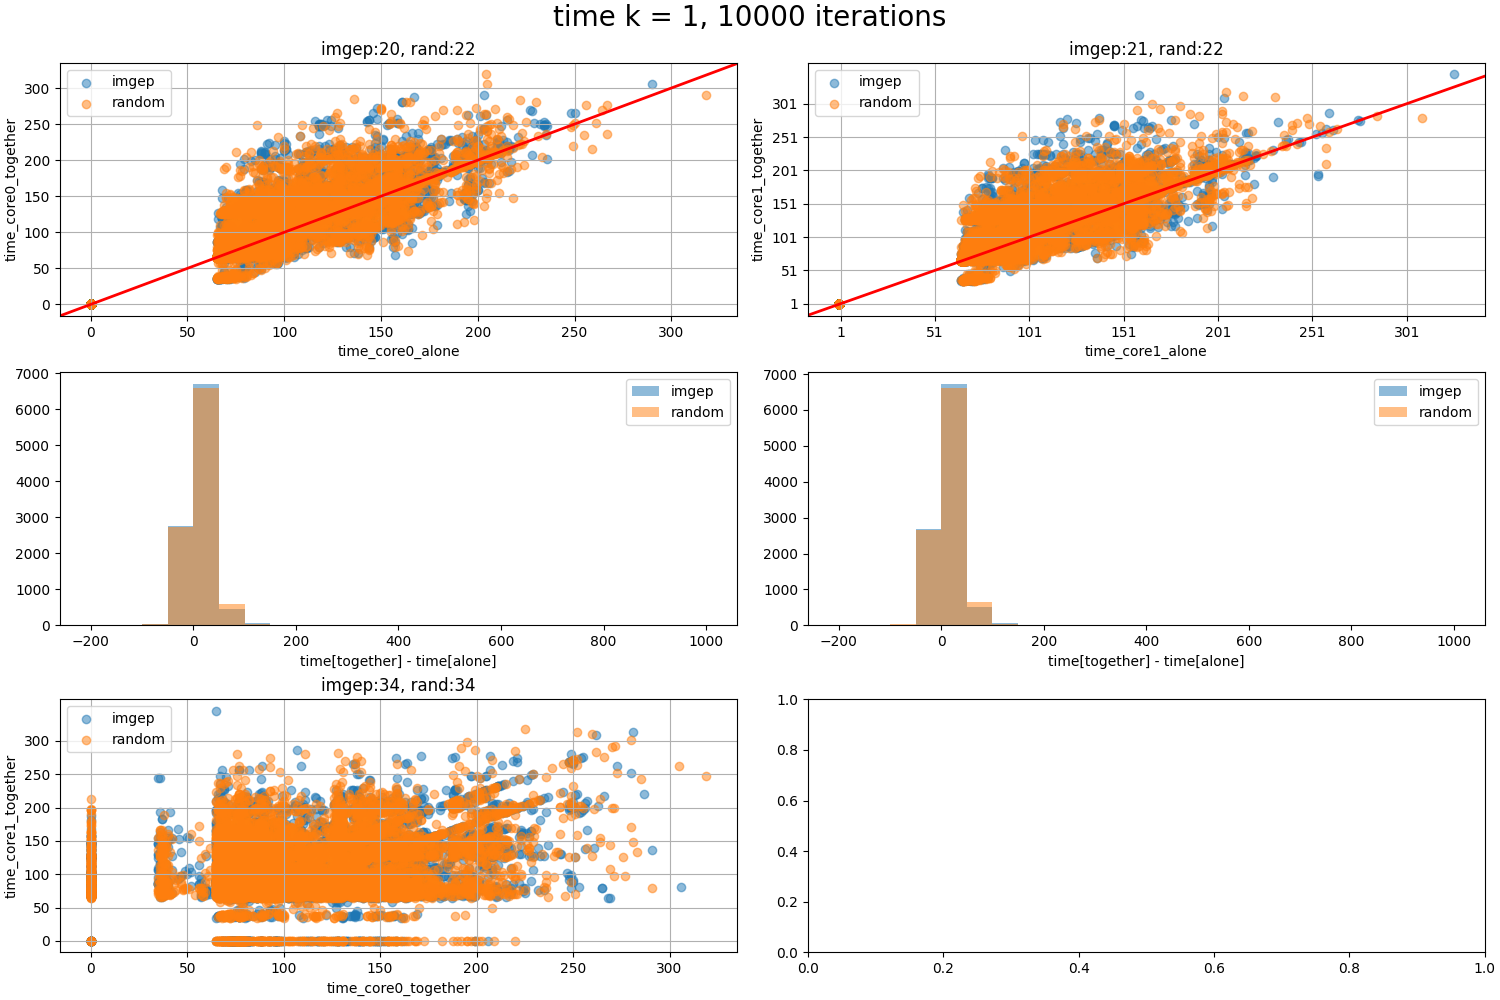 time k = 1, 10000 iterations
imgep:20, rand:22
imgep
random
300
250
200
150
100
50
0
time_core0_together
0 50 100 150 200 250 300
time_core0_alone
imgep:21, rand:22
imgep
random
301
251
201
151
101
51
1
time_core1_together
1 51 101 151 201 251 301
time_core1_alone
imgep
random
7000
6000
5000
4000
3000
2000
1000
0
−200 0 200 400 600 800 1000
time[together] - time[alone]
imgep
random
7000
6000
5000
4000
3000
2000
1000
0
−200 0 200 400 600 800 1000
time[together] - time[alone]
imgep:34, rand:34
imgep
random
300
250
200
150
100
50
0
time_core1_together
0 50 100 150 200 250 300
time_core0_together
1.0
0.8
0.6
0.4
0.2
0.0
0.0 0.2 0.4 0.6 0.8 1.0